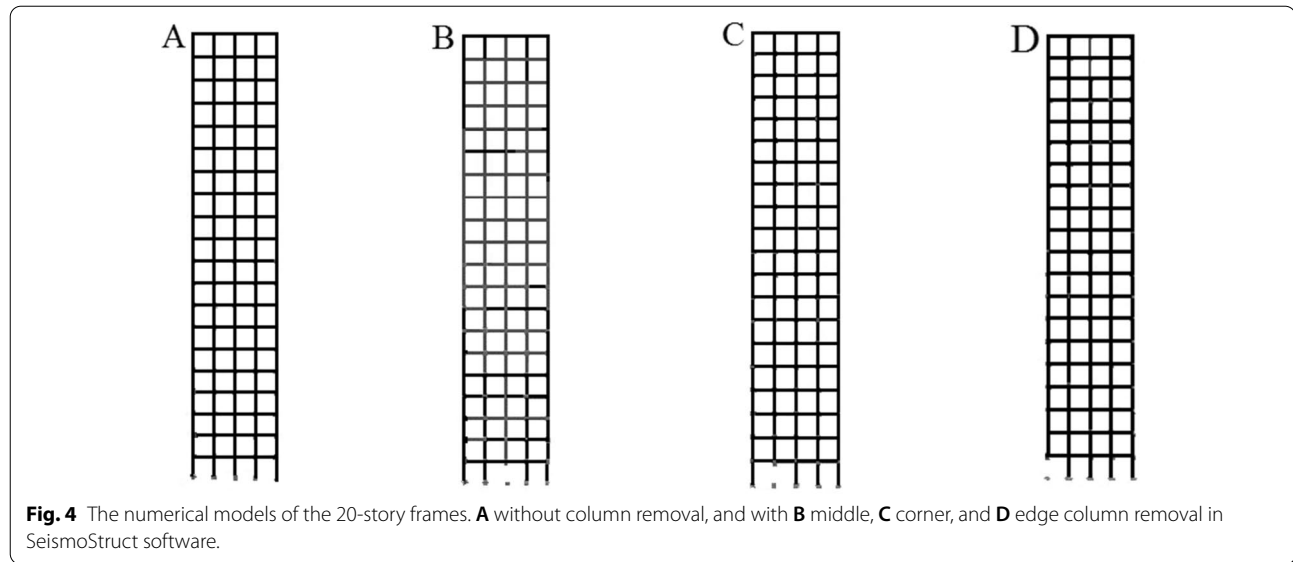 A B C D
Fig. 4 The numerical models of the 20-story frames. A without column removal, and with B middle, C corner, and D edge column removal in
SeismoStruct software.